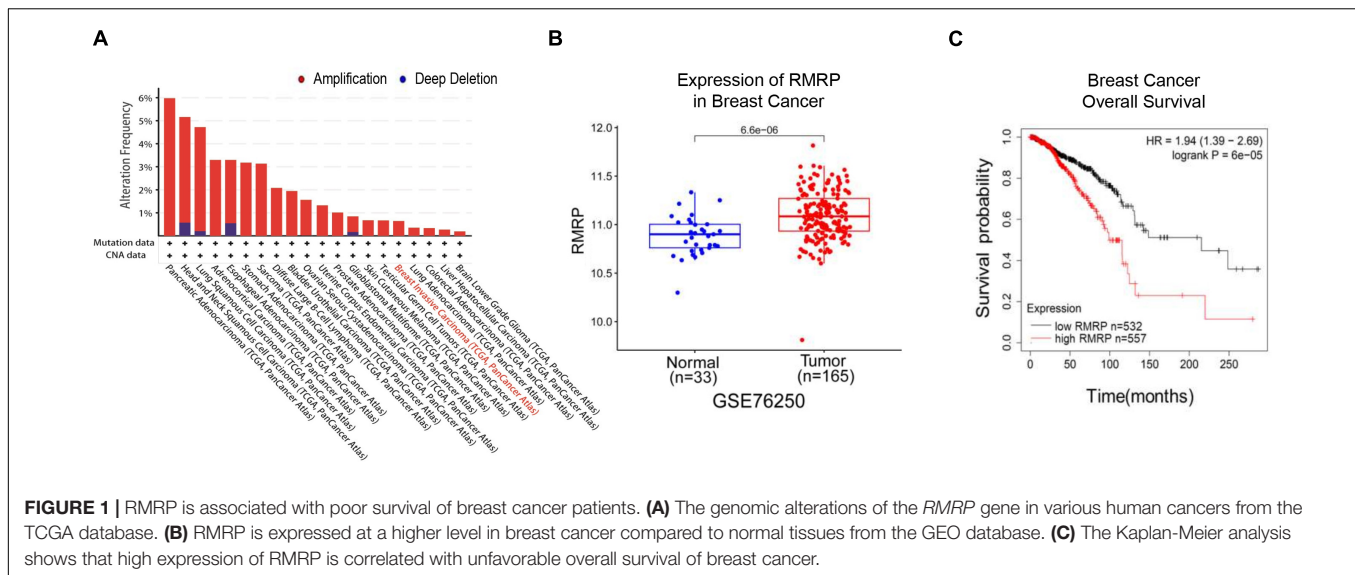 A
Amplification
Deep Deletion
Alteration Frequency
6%
5%
4%
3%
2%
1%
Mutation data + + + + + + + + + + + + + + + + + + + +
CNA data + + + + + + + + + + + + + + + + + + + +
Pancreatic Adenocarcinoma (TCGA, PanCancer Atlas)
Head and Neck Squamous Cell Carcinoma (TCGA, PanCancer Atlas)
Lung Squamous Cell Carcinoma (TCGA, PanCancer Atlas)
Adrenocortical Carcinoma (TCGA, PanCancer Atlas)
Esophageal Adenocarcinoma (TCGA, PanCancer Atlas)
Stomach Adenocarcinoma (TCGA, PanCancer Atlas)
Sarcoma (TCGA, PanCancer Atlas)
Diffuse Large B-Cell Lymphoma (TCGA, PanCancer Atlas)
Bladder Urothelial Carcinoma (TCGA, PanCancer Atlas)
Ovarian Serous Cystadenocarcinoma (TCGA, PanCancer Atlas)
Uterine Corpus Endometrial Carcinoma (TCGA, PanCancer Atlas)
Prostate Adenocarcinoma (TCGA, PanCancer Atlas)
Glioblastoma Multiforme (TCGA, PanCancer Atlas)
Skin Cutaneous Melanoma (TCGA, PanCancer Atlas)
Testicular Germ Cell Tumors (TCGA, PanCancer Atlas)
Breast Invasive Carcinoma (TCGA, PanCancer Atlas)
Lung Adenocarcinoma (TCGA, PanCancer Atlas)
Colorectal Adenocarcinoma (TCGA, PanCancer Atlas)
Liver Hepatocellular Carcinoma (TCGA, PanCancer Atlas)
Brain Lower Grade Glioma (TCGA, PanCancer Atlas)
B
Expression of RMRP
in Breast Cancer
6.6e-06
RMRP
12.0
11.5
11.0
10.5
10.0
Normal
(n=33)
Tumor
(n=165)
GSE76250
C
Breast Cancer
Overall Survival
HR = 1.94 (1.39 − 2.69)
logrank P = 6e-05
Survival probability
1.0
0.8
0.6
0.4
0.2
0.0
Expression
low RMRP n=532
high RMRP n=557
0 50 100 150 200 250
Time(months)
FIGURE 1 | RMRP is associated with poor survival of breast cancer patients. (A) The genomic alterations of the RMRP gene in various human cancers from the
TCGA database. (B) RMRP is expressed at a higher level in breast cancer compared to normal tissues from the GEO database. (C) The Kaplan-Meier analysis
shows that high expression of RMRP is correlated with unfavorable overall survival of breast cancer.